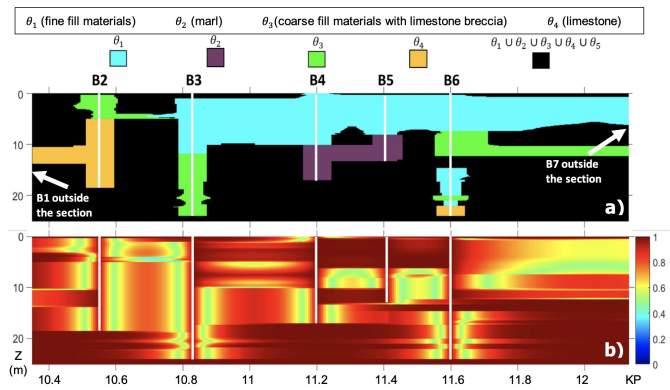 θ₁ (fine fill materials) θ₂ (marl) θ₃(coarse fill materials with limestone breccia) θ₄ (limestone)
θ₁ θ₂ θ₃ θ₄ θ₁ ∪ θ₂ ∪ θ₃ ∪ θ₄ ∪ θ₅
B2 B3 B4 B5 B6
0
10
20
B1 outside
the section
B7 outside
the section
a)
0
10
20
Z
(m)
b)
1
0.8
0.6
0.4
0.2
0
10.4 10.6 10.8 11 11.2 11.4 11.6 11.8 12 KP